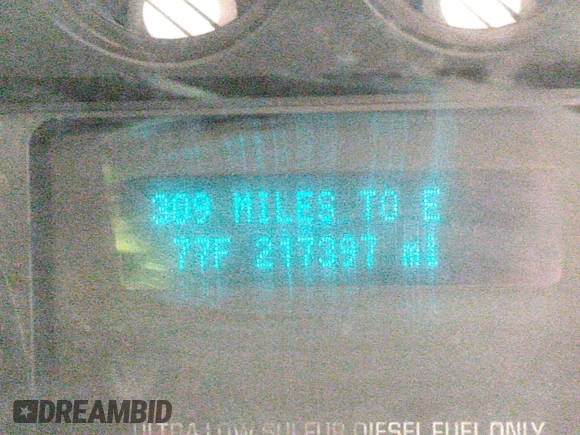 309 MILES TO E
77F 217397 mi
DREAMBID
ULTRA LOW SULFUR DIESEL FUEL ONLY